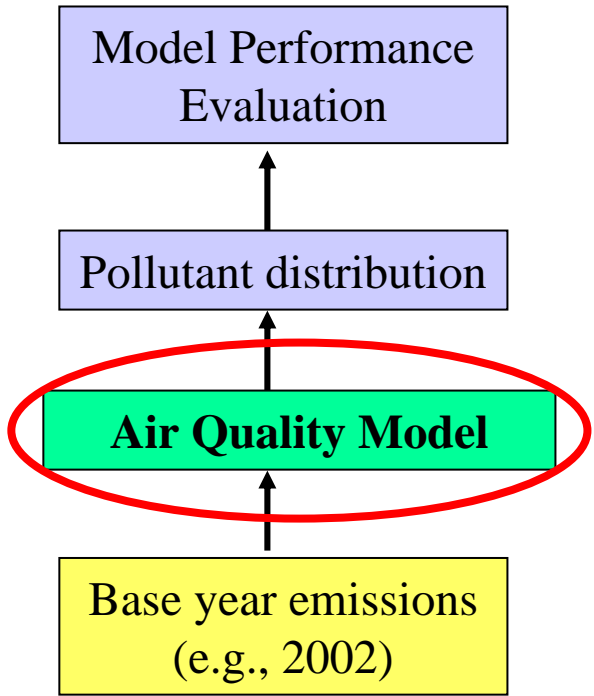 Model Performance
Evaluation
Pollutant distribution
Air Quality Model
Base year emissions
(e.g., 2002)